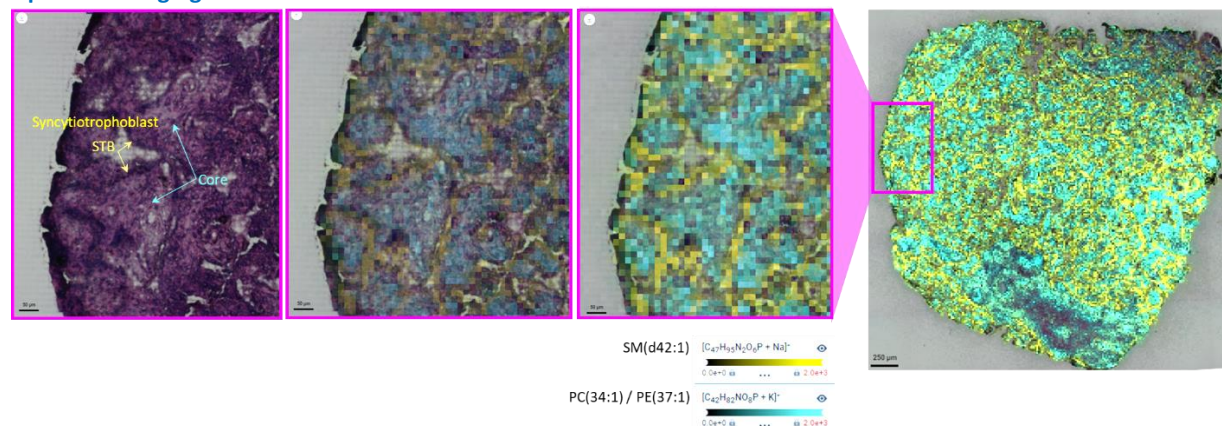 Syncytiotrophoblast
STB
Core
50 µm
50 µm
50 µm
250 µm
SM(d42:1)
[C₄₇H₉₅N₂O₆P + Na]⁺
0.0e+0 ... 2.0e+3
PC(34:1) / PE(37:1)
[C₄₂H₈₂NO₈P + K]⁺
0.0e+0 ... 2.0e+3